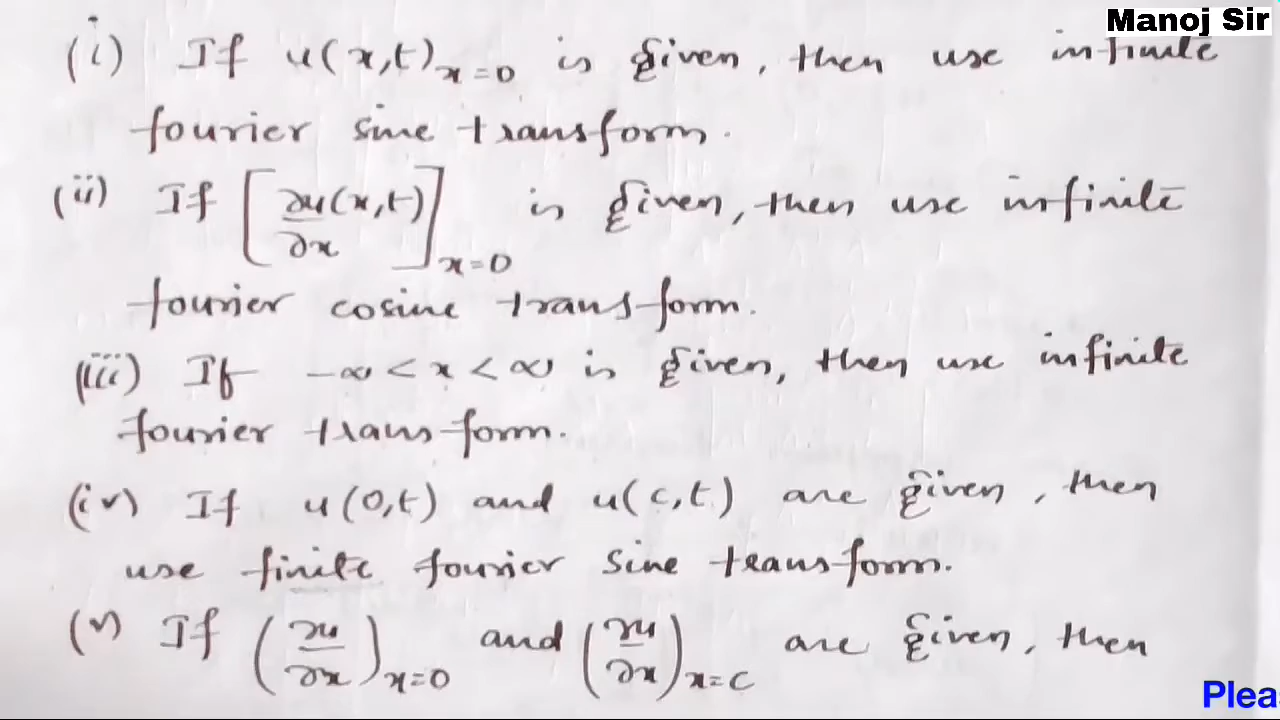 Manoj Sir
(i) If u(x,t)ₓ₌₀ is given, then use infinite
fourier sine transform.
(ii) If [∂u(x,t)/∂x]ₓ₌₀ is given, then use infinite
fourier cosine transform.
(iii) If -∞ < x < ∞ is given, then use infinite
fourier transform.
(iv) If u(0,t) and u(c,t) are given, then
use finite fourier sine transform.
(v) If (∂u/∂x)ₓ₌₀ and (∂u/∂x)ₓ₌c are given, then
Plea